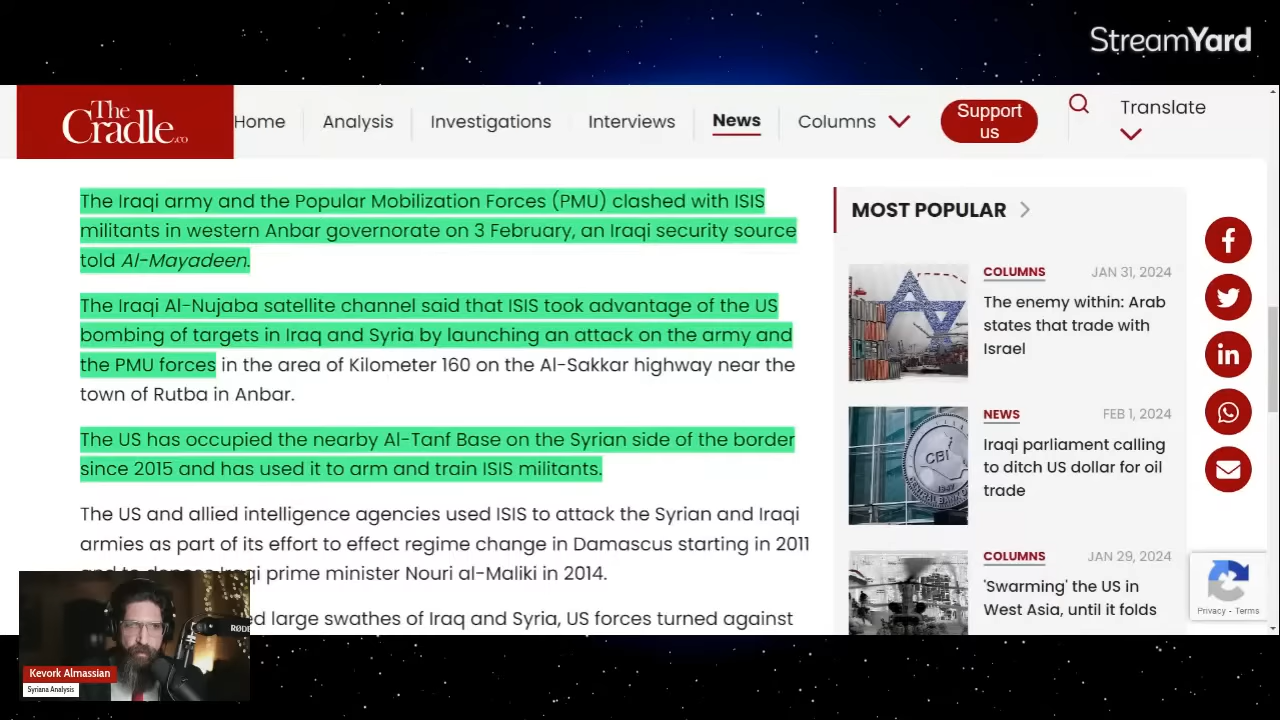 StreamYard
The
Cradle.co
Home
Analysis
Investigations
Interviews
News
Columns
Support
us
Translate
The Iraqi army and the Popular Mobilization Forces (PMU) clashed with ISIS
militants in western Anbar governorate on 3 February, an Iraqi security source
told Al-Mayadeen.
The Iraqi Al-Nujaba satellite channel said that ISIS took advantage of the US
bombing of targets in Iraq and Syria by launching an attack on the army and
the PMU forces in the area of Kilometer 160 on the Al-Sakkar highway near the
town of Rutba in Anbar.
The US has occupied the nearby Al-Tanf Base on the Syrian side of the border
since 2015 and has used it to arm and train ISIS militants.
The US and allied intelligence agencies used ISIS to attack the Syrian and Iraqi
armies as part of its effort to effect regime change in Damascus starting in 2011
prime minister Nouri al-Maliki in 2014.
large swathes of Iraq and Syria, US forces turned against
MOST POPULAR
COLUMNS
JAN 31, 2024
The enemy within: Arab
states that trade with
Israel
CBI
NEWS
FEB 1, 2024
Iraqi parliament calling
to ditch US dollar for oil
trade
COLUMNS
JAN 29, 2024
'Swarming' the US in
West Asia, until it folds
Privacy - Terms
RØDE
Kevork Almassian
Syriana Analysis